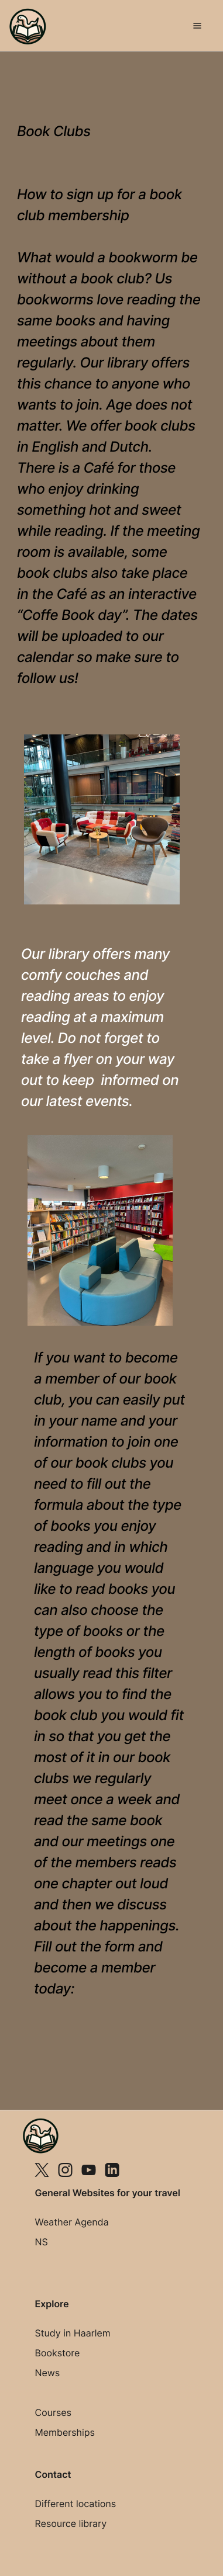 Book Clubs
How to sign up for a book
club membership
What would a bookworm be
without a book club? Us
bookworms love reading the
same books and having
meetings about them
regularly. Our library offers
this chance to anyone who
wants to join. Age does not
matter. We offer book clubs
in English and Dutch.
There is a Café for those
who enjoy drinking
something hot and sweet
while reading. If the meeting
room is available, some
book clubs also take place
in the Café as an interactive
“Coffe Book day”. The dates
will be uploaded to our
calendar so make sure to
follow us!
Our library offers many
comfy couches and
reading areas to enjoy
reading at a maximum
level. Do not forget to
take a flyer on your way
out to keep  informed on
our latest events.
If you want to become
a member of our book
club, you can easily put
in your name and your
information to join one
of our book clubs you
need to fill out the
formula about the type
of books you enjoy
reading and in which
language you would
like to read books you
can also choose the
type of books or the
length of books you
usually read this filter
allows you to find the
book club you would fit
in so that you get the
most of it in our book
clubs we regularly
meet once a week and
read the same book
and our meetings one
of the members reads
one chapter out loud
and then we discuss
about the happenings.
Fill out the form and
become a member
today:
General Websites for your travel
Weather Agenda
NS
Explore
Study in Haarlem
Bookstore
News
Courses
Memberships
Contact
Different locations
Resource library